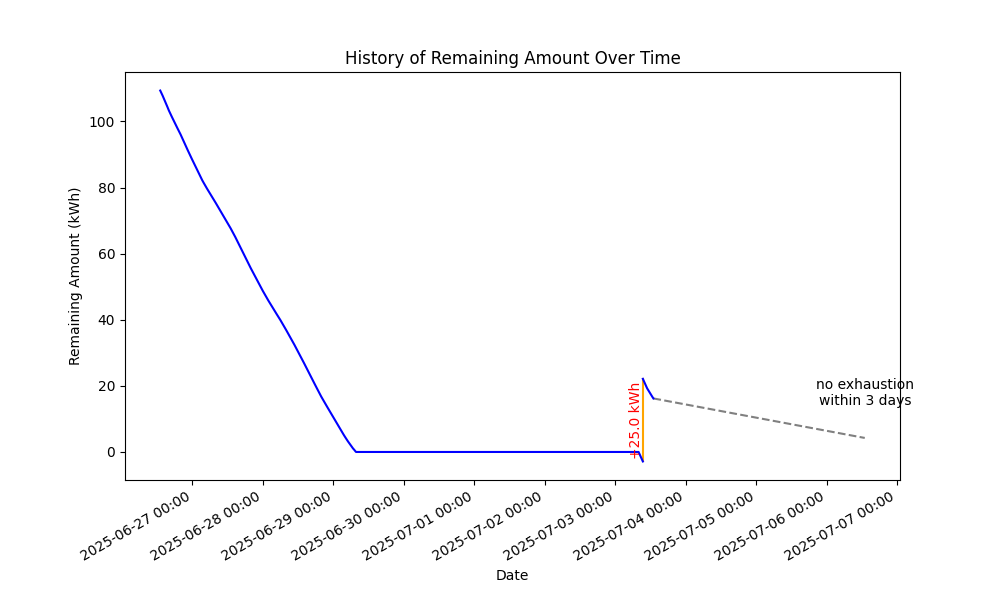 History of Remaining Amount Over Time
Remaining Amount (kWh)
100
80
60
40
20
0
+25.0 kWh
no exhaustion
within 3 days
2025-06-27 00:00
2025-06-28 00:00
2025-06-29 00:00
2025-06-30 00:00
2025-07-01 00:00
2025-07-02 00:00
2025-07-03 00:00
2025-07-04 00:00
2025-07-05 00:00
2025-07-06 00:00
2025-07-07 00:00
Date